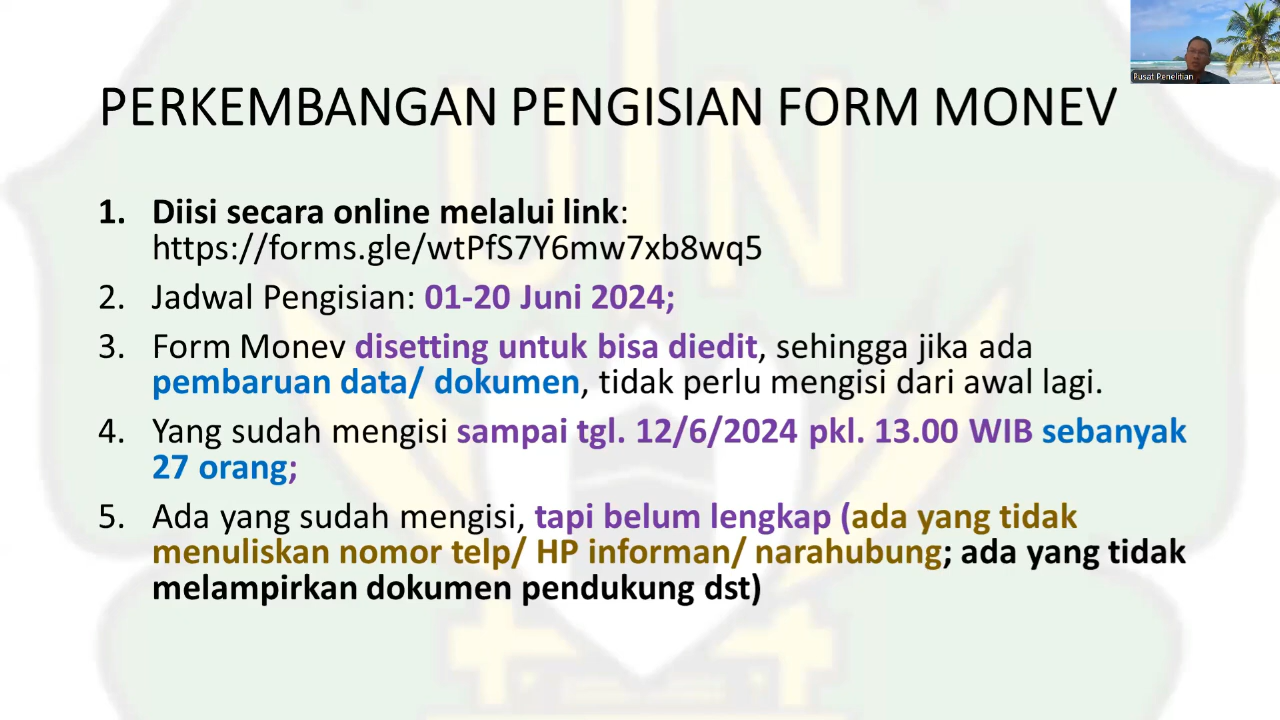 Pusat Penelitian
PERKEMBANGAN PENGISIAN FORM MONEV
1. Diisi secara online melalui link:
https://forms.gle/wtPfS7Y6mw7xb8wq5
2. Jadwal Pengisian: 01-20 Juni 2024;
3. Form Monev disetting untuk bisa diedit, sehingga jika ada
pembaruan data/ dokumen, tidak perlu mengisi dari awal lagi.
4. Yang sudah mengisi sampai tgl. 12/6/2024 pkl. 13.00 WIB sebanyak
27 orang;
5. Ada yang sudah mengisi, tapi belum lengkap (ada yang tidak
menuliskan nomor telp/ HP informan/ narahubung; ada yang tidak
melampirkan dokumen pendukung dst)
UIN